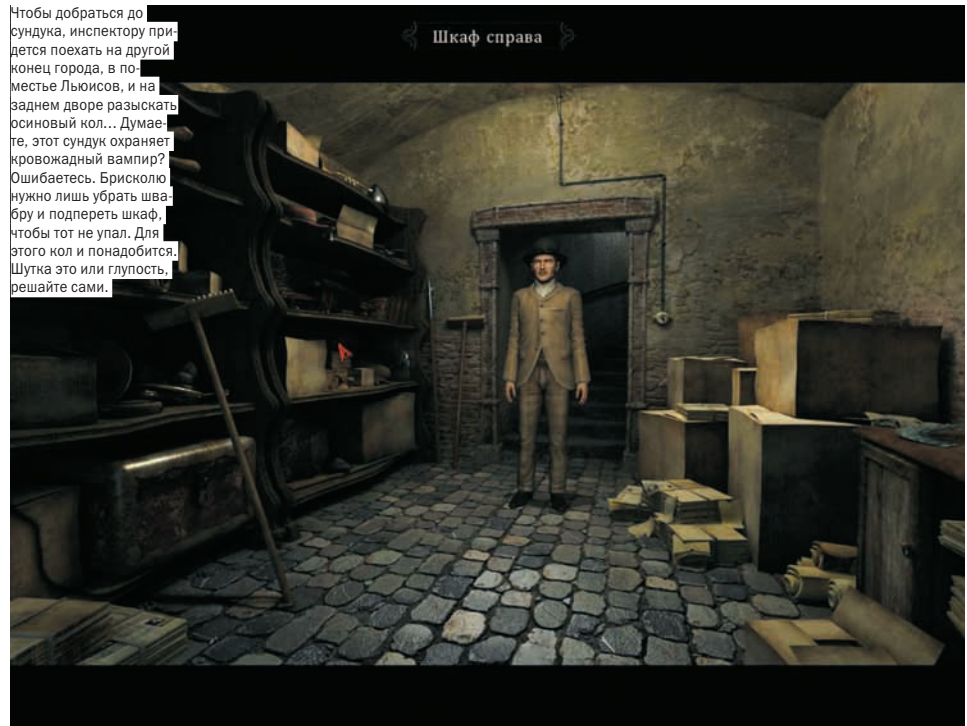 Чтобы добраться до
сундука, инспектору при-
дется поехать на другой
конец города, в по-
местье Льюисов, и на
заднем дворе разыскать
осиновый кол... Думае-
те, этот сундук охраняет
кровожадный вампир?
Ошибаетесь. Брисколю
нужно лишь убрать шва-
бру и подпереть шкаф,
чтобы тот не упал. Для
этого кол и понадобится.
Шутка это или глупость,
решайте сами.
Шкаф справа